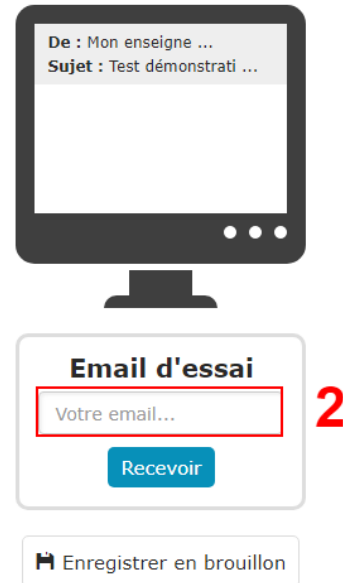 De : Mon enseigne ...
Sujet : Test démonstrati ...
Email d'essai
Votre email...
2
Recevoir
Enregistrer en brouillon